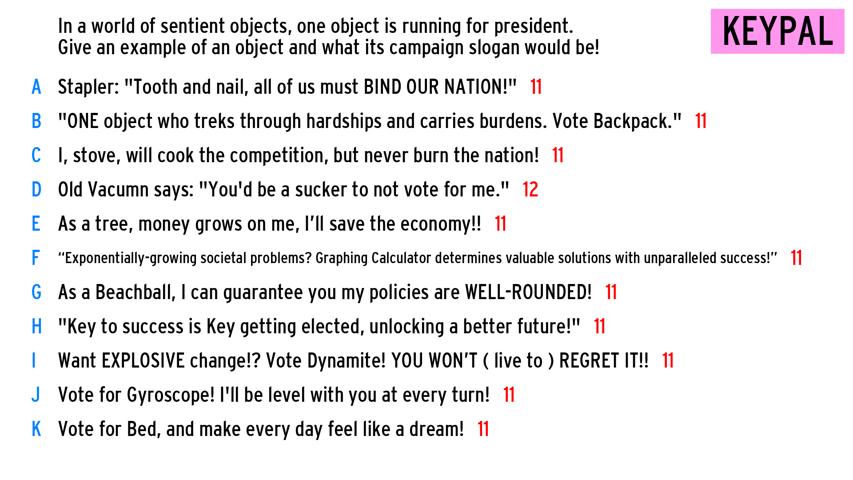 In a world of sentient objects, one object is running for president.
Give an example of an object and what its campaign slogan would be!
KEYPAL
A Stapler: "Tooth and nail, all of us must BIND OUR NATION!" 11
B "ONE object who treks through hardships and carries burdens. Vote Backpack." 11
C I, stove, will cook the competition, but never burn the nation! 11
D Old Vacumn says: "You'd be a sucker to not vote for me." 12
E As a tree, money grows on me, I’ll save the economy!! 11
F “Exponentially-growing societal problems? Graphing Calculator determines valuable solutions with unparalleled success!” 11
G As a Beachball, I can guarantee you my policies are WELL-ROUNDED! 11
H "Key to success is Key getting elected, unlocking a better future!" 11
I Want EXPLOSIVE change!? Vote Dynamite! YOU WON’T ( live to ) REGRET IT!! 11
J Vote for Gyroscope! I'll be level with you at every turn! 11
K Vote for Bed, and make every day feel like a dream! 11